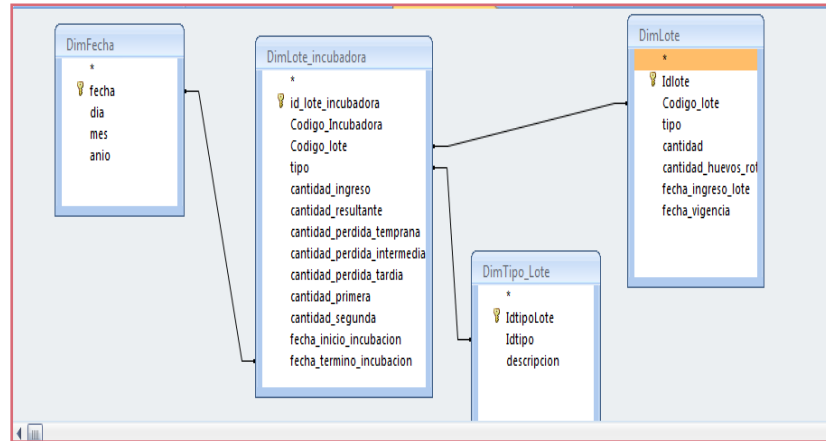 DimFecha
*
fecha
dia
mes
anio
DimLote_incubadora
*
id_lote_incubadora
Codigo_Incubadora
Codigo_lote
tipo
cantidad_ingreso
cantidad_resultante
cantidad_perdida_temprana
cantidad_perdida_intermedia
cantidad_perdida_tardia
cantidad_primera
cantidad_segunda
fecha_inicio_incubacion
fecha_termino_incubacion
DimTipo_Lote
*
IdtipoLote
Idtipo
descripcion
DimLote
*
Idlote
Codigo_lote
tipo
cantidad
cantidad_huevos_rot
fecha_ingreso_lote
fecha_vigencia